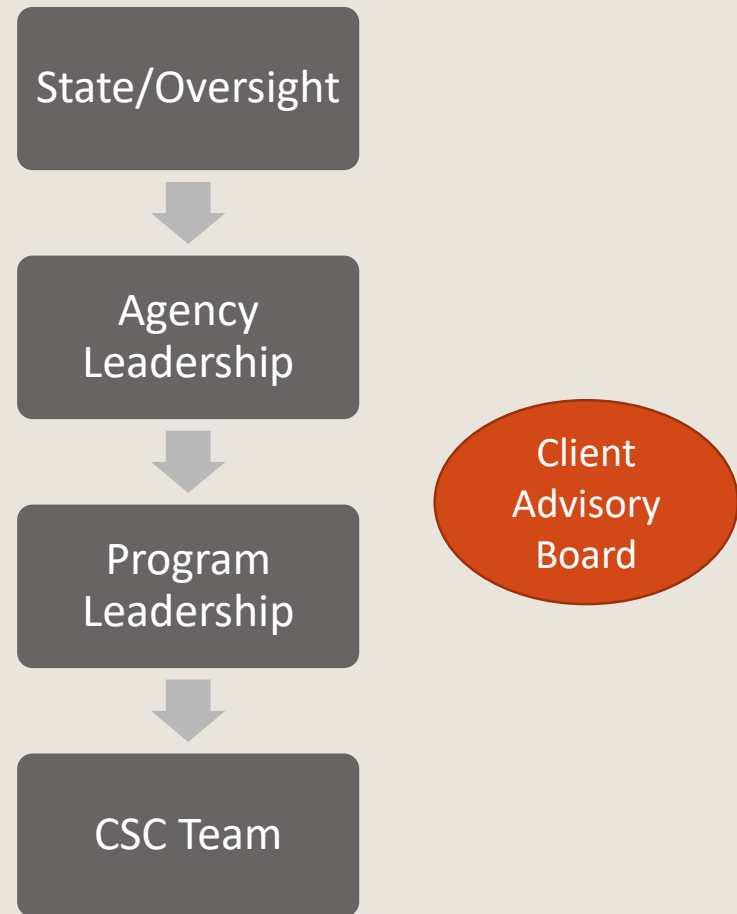 State/Oversight
Agency
Leadership
Program
Leadership
CSC Team
Client
Advisory
Board